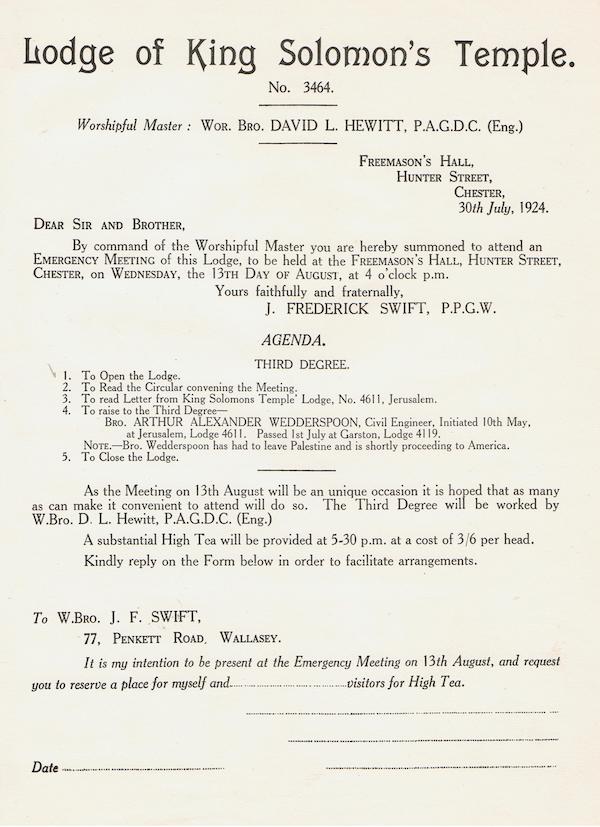 Lodge of King Solomon's Temple.
No. 3464.
Worshipful Master : Wor. Bro. DAVID L. HEWITT, P.A.G.D.C. (Eng.)
Freemason's Hall,
Hunter Street,
Chester,
30th July, 1924.
Dear Sir and Brother,
By command of the Worshipful Master you are hereby summoned to attend an
Emergency Meeting of this Lodge, to be held at the Freemason's Hall, Hunter Street,
Chester, on Wednesday, the 13th Day of August, at 4 o'clock p.m.
Yours faithfully and fraternally,
J. FREDERICK SWIFT, P.P.G.W.
AGENDA.
THIRD DEGREE.
1. To Open the Lodge.
2. To Read the Circular convening the Meeting.
3. To read Letter from King Solomons Temple' Lodge, No. 4611, Jerusalem.
4. To raise to the Third Degree—
Bro. ARTHUR ALEXANDER WEDDERSPOON, Civil Engineer, Initiated 10th May,
at Jerusalem, Lodge 4611. Passed 1st July at Garston, Lodge 4119.
Note.—Bro. Wedderspoon has had to leave Palestine and is shortly proceeding to America.
5. To Close the Lodge.
As the Meeting on 13th August will be an unique occasion it is hoped that as many
as can make it convenient to attend will do so. The Third Degree will be worked by
W.Bro. D. L. Hewitt, P.A.G.D.C. (Eng.)
A substantial High Tea will be provided at 5-30 p.m. at a cost of 3/6 per head.
Kindly reply on the Form below in order to facilitate arrangements.
To W.Bro. J. F. SWIFT,
77, Penkett Road, Wallasey.
It is my intention to be present at the Emergency Meeting on 13th August, and request
you to reserve a place for myself and..............................visitors for High Tea.
Date